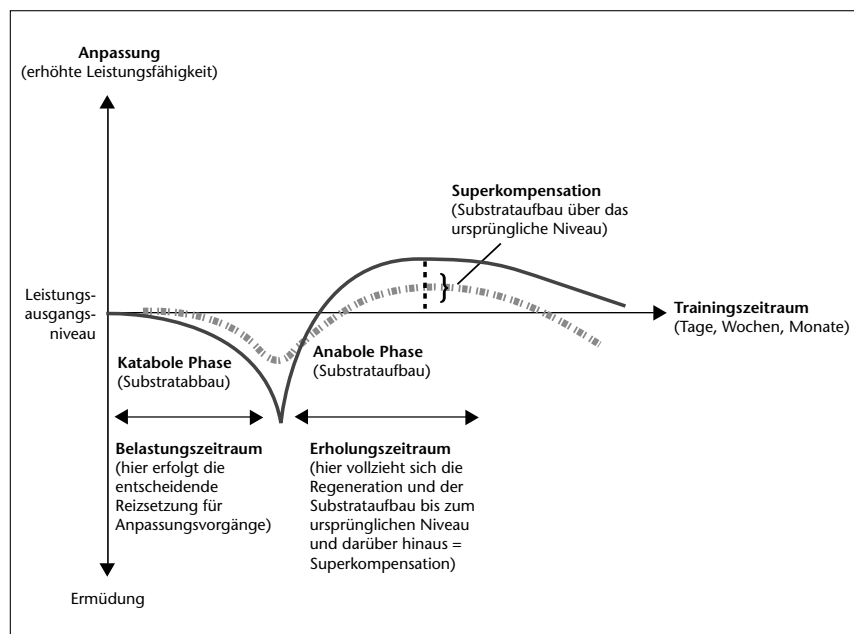 Anpassung
(erhöhte Leistungsfähigkeit)
Superkompensation
(Substrataufbau über das
ursprüngliche Niveau)
Leistungs-
ausgangs-
niveau
Trainingszeitraum
(Tage, Wochen, Monate)
Katabole Phase
(Substratabbau)
Anabole Phase
(Substrataufbau)
Belastungszeitraum
(hier erfolgt die
entscheidende
Reizsetzung für
Anpassungsvorgänge)
Erholungszeitraum
(hier vollzieht sich die
Regeneration und der
Substrataufbau bis zum
ursprünglichen Niveau
und darüber hinaus =
Superkompensation)
Ermüdung